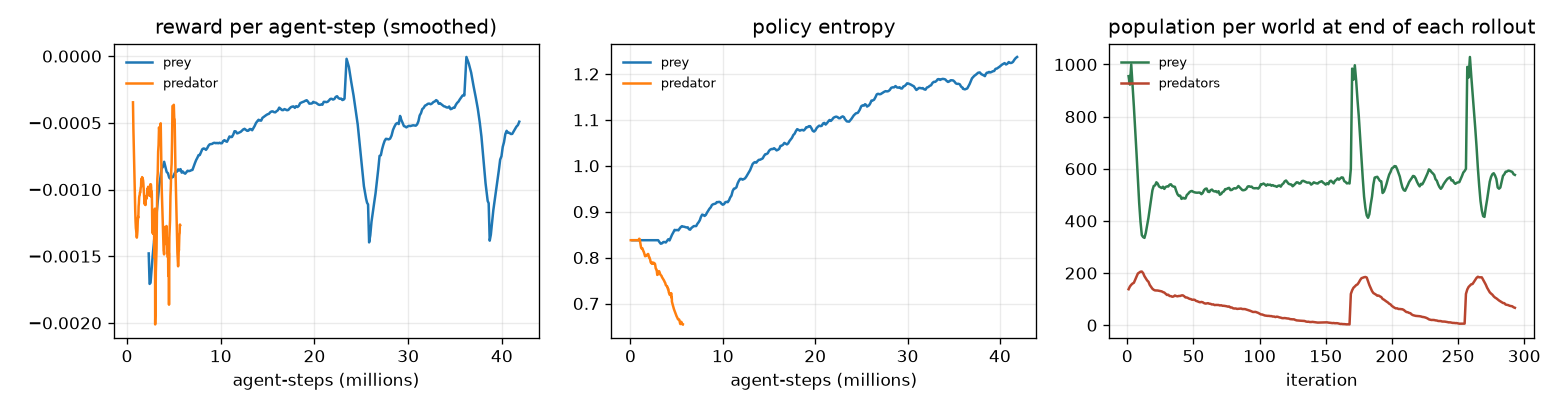 reward per agent-step (smoothed)
prey
predator
0.0000
−0.0005
−0.0010
−0.0015
−0.0020
0 10 20 30 40
agent-steps (millions)
policy entropy
prey
predator
1.2
1.1
1.0
0.9
0.8
0.7
0 10 20 30 40
agent-steps (millions)
population per world at end of each rollout
prey
predators
1000
800
600
400
200
0
0 50 100 150 200 250 300
iteration